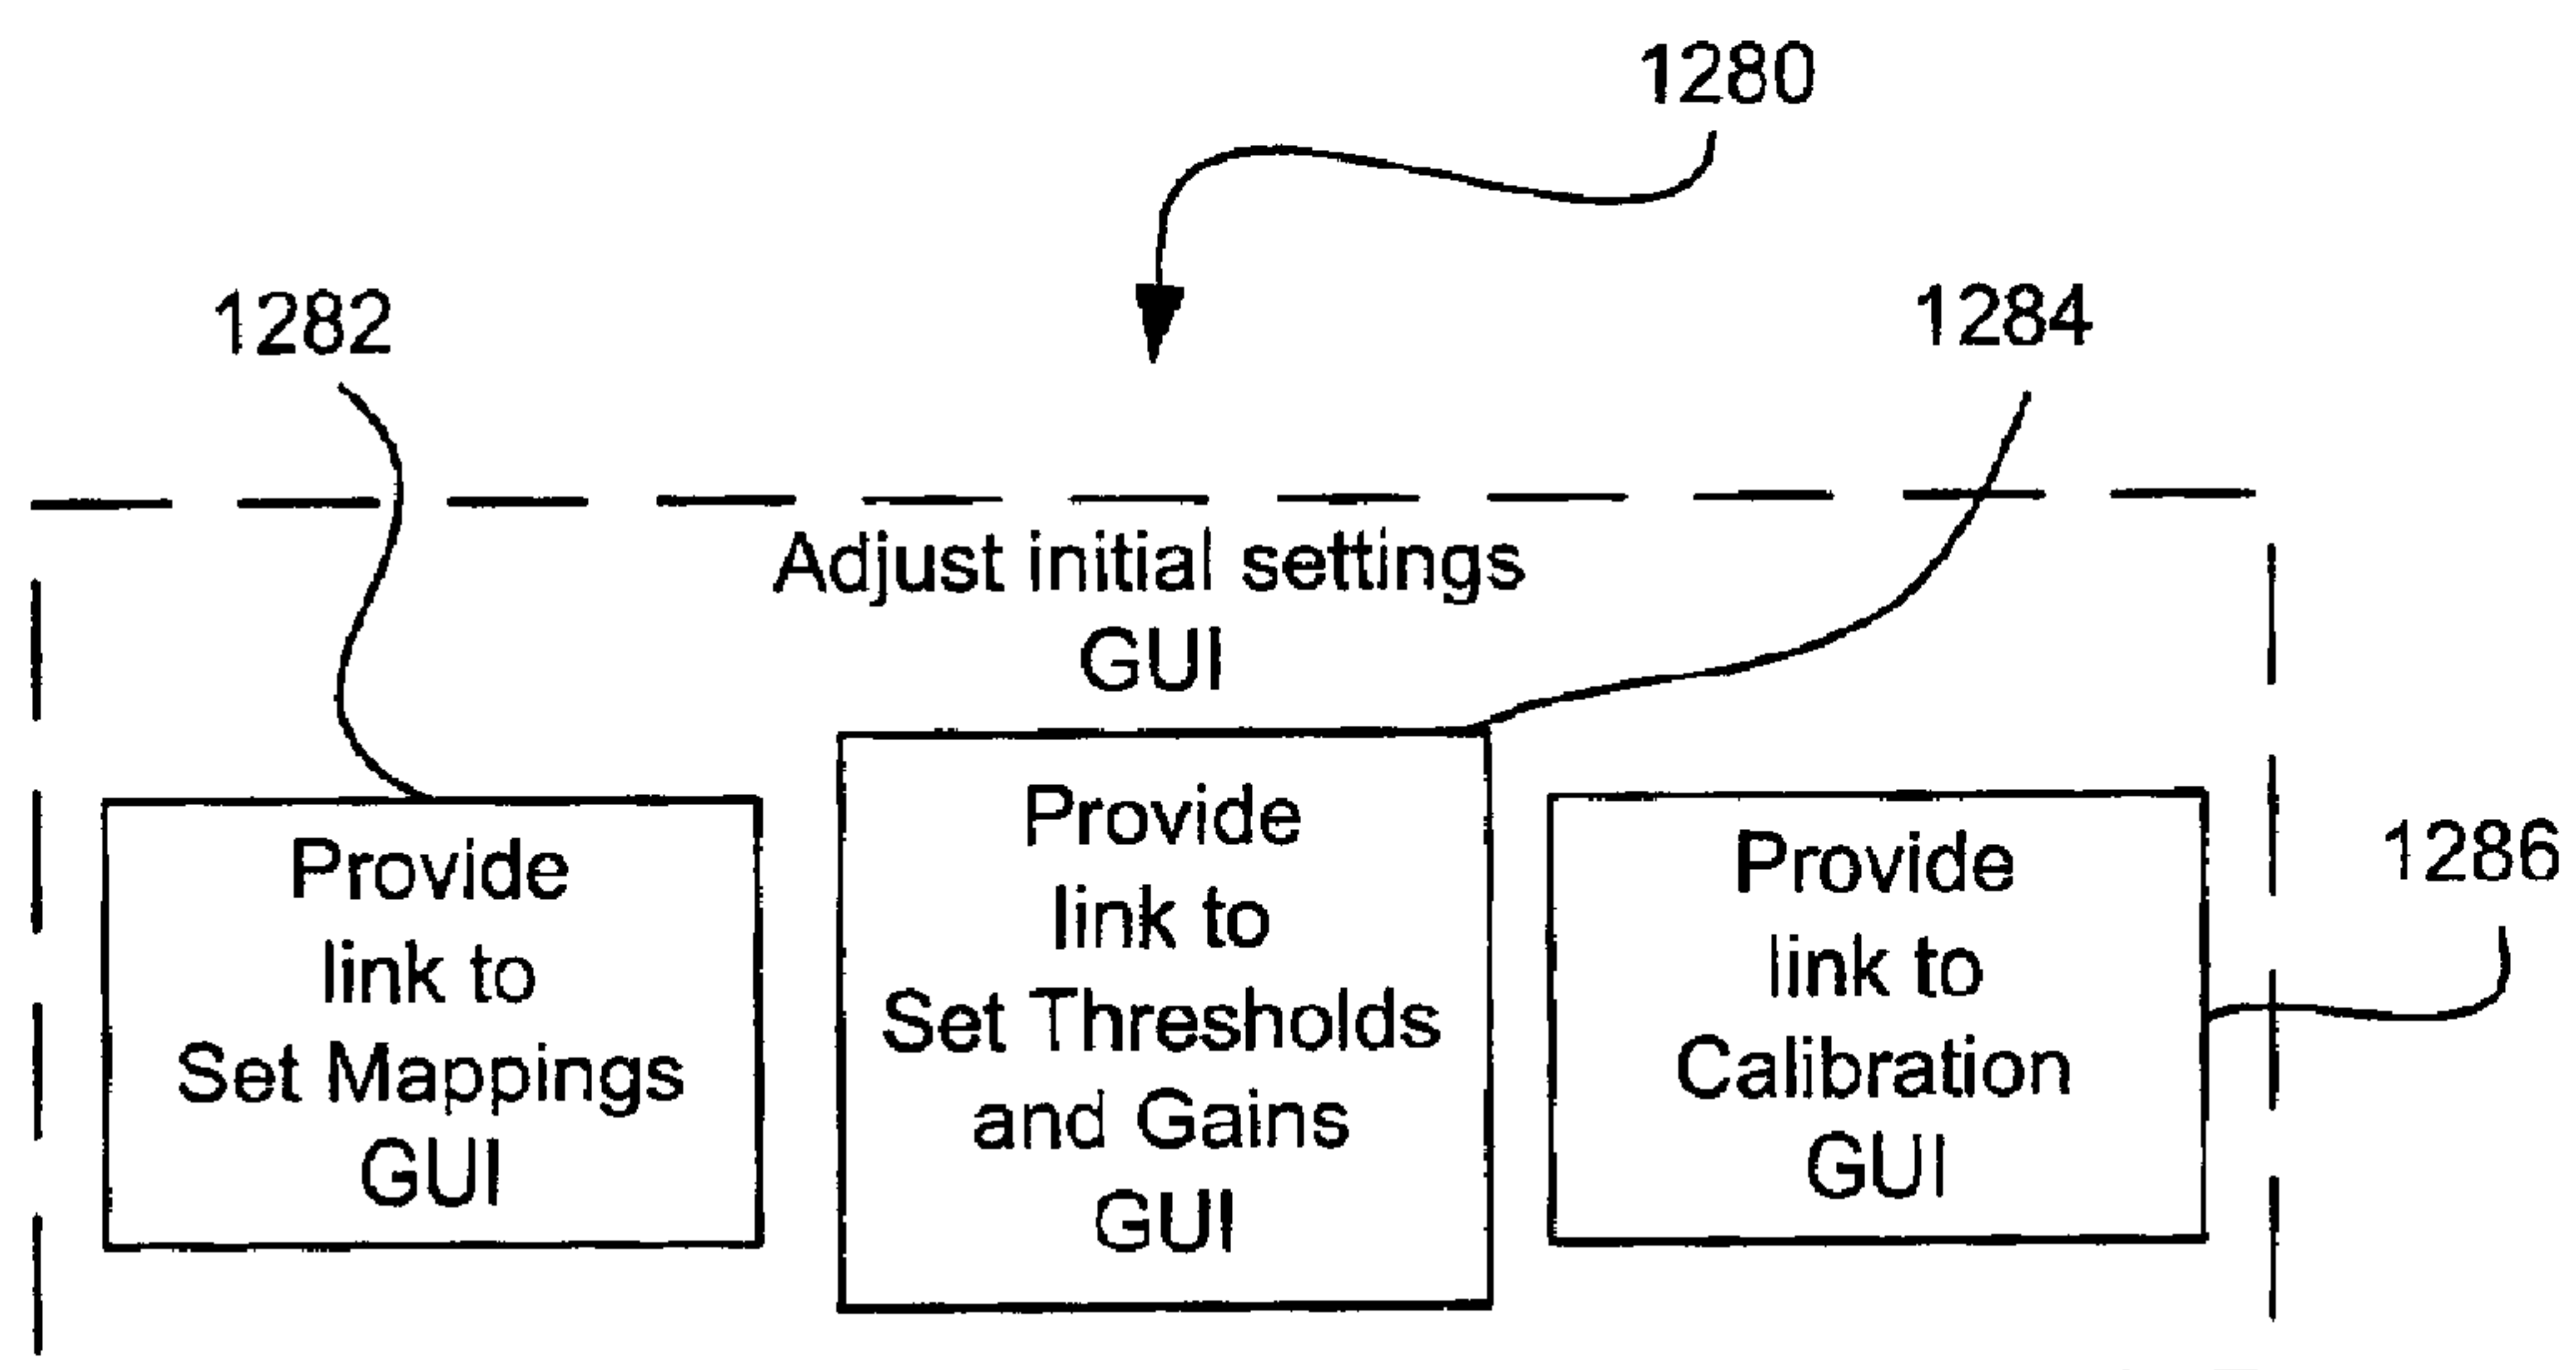 1280
1282
1284
Adjust initial settings
GUI
Provide
link to
Set Mappings
GUI
Provide
link to
Set Thresholds
and Gains
GUI
Provide
link to
Calibration
GUI
1286